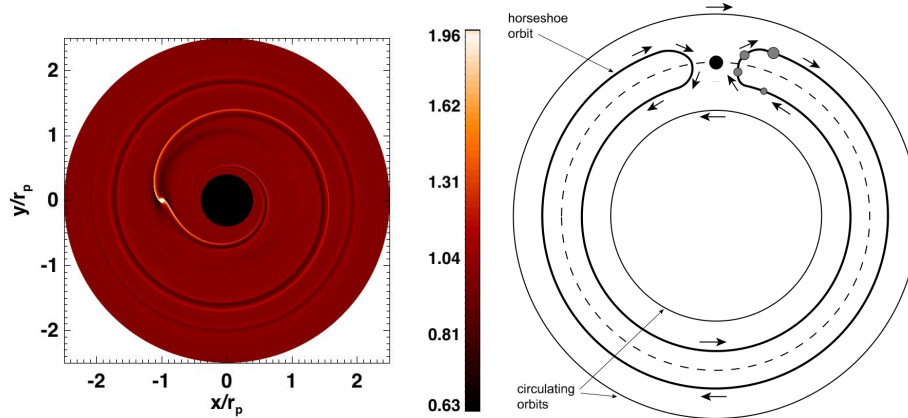 2
1
0
-1
-2
y/r_p
-2
-1
0
1
2
x/r_p
1.96
1.62
1.31
1.04
0.81
0.63
horseshoe
orbit
circulating
orbits